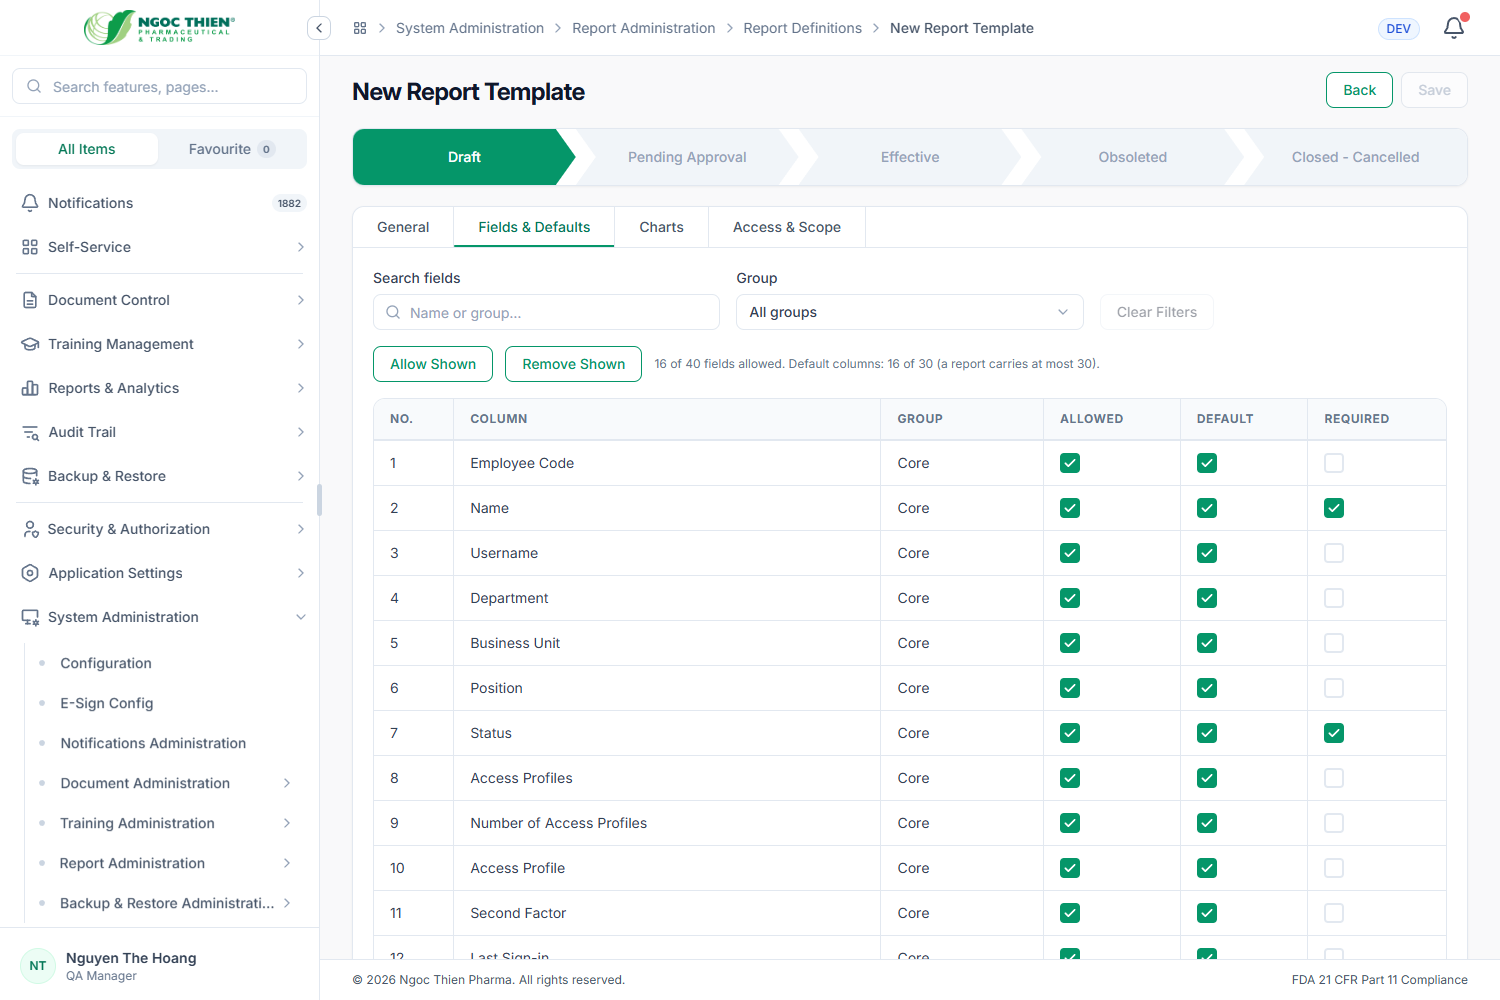 NGOC THIEN®
PHARMACEUTICAL
& TRADING
System Administration
Report Administration
Report Definitions
New Report Template
DEV
Search features, pages...
All Items
Favourite 0
Notifications 1882
Self-Service
Document Control
Training Management
Reports & Analytics
Audit Trail
Backup & Restore
Security & Authorization
Application Settings
System Administration
Configuration
E-Sign Config
Notifications Administration
Document Administration
Training Administration
Report Administration
Backup & Restore Administrati...
NT
Nguyen The Hoang
QA Manager
New Report Template
Back
Save
Draft
Pending Approval
Effective
Obsoleted
Closed - Cancelled
General
Fields & Defaults
Charts
Access & Scope
Search fields
Group
Name or group...
All groups
Clear Filters
Allow Shown
Remove Shown
16 of 40 fields allowed. Default columns: 16 of 30 (a report carries at most 30).
NO. COLUMN GROUP ALLOWED DEFAULT REQUIRED
1 Employee Code Core
2 Name Core
3 Username Core
4 Department Core
5 Business Unit Core
6 Position Core
7 Status Core
8 Access Profiles Core
9 Number of Access Profiles Core
10 Access Profile Core
11 Second Factor Core
12 Last Sign-in Core
© 2026 Ngoc Thien Pharma. All rights reserved.
FDA 21 CFR Part 11 Compliance